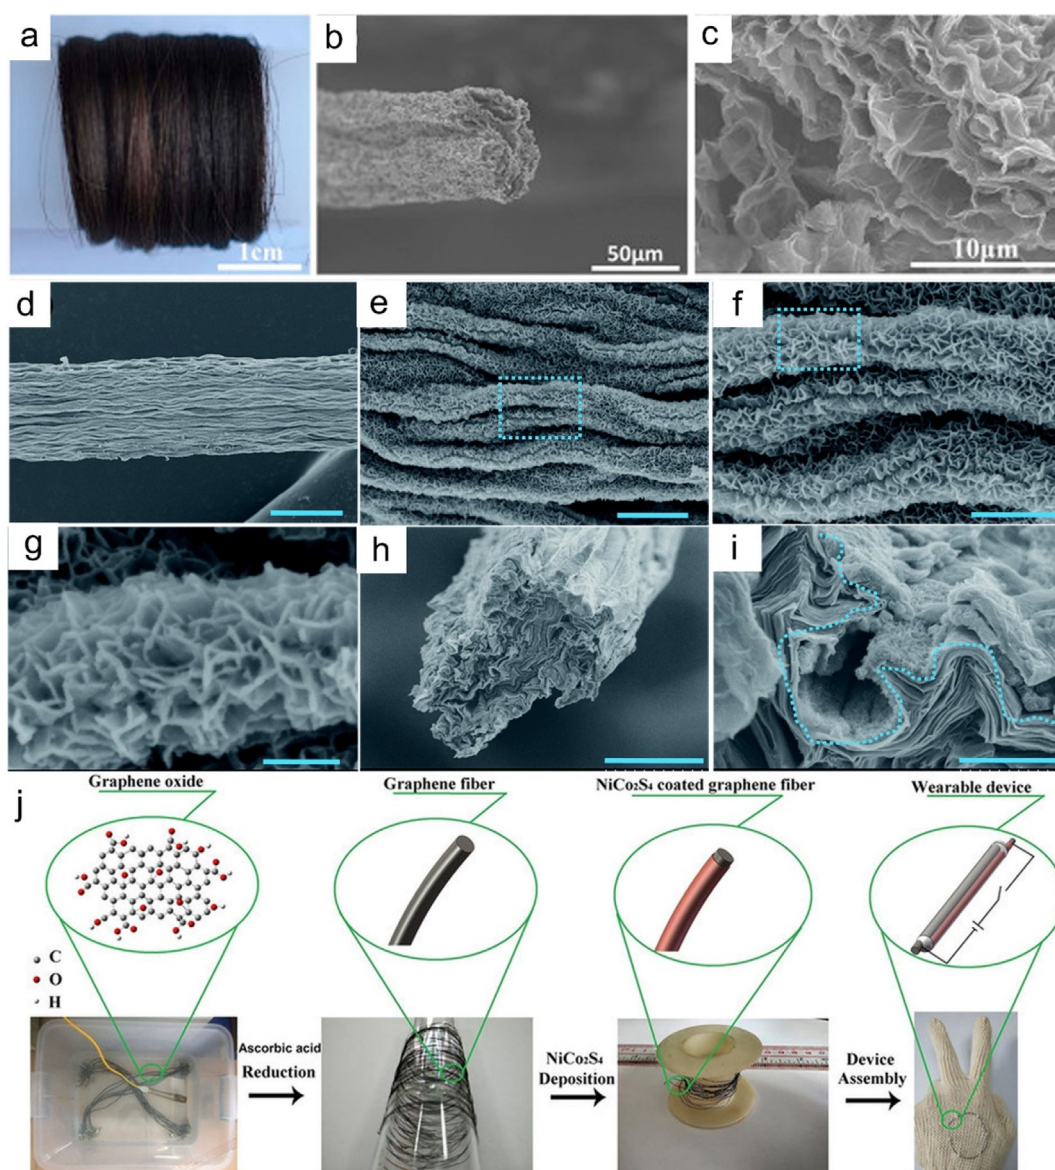 a
b
c
1cm
50μm
10μm
d
e
f
g
h
i
j
Graphene oxide
Graphene fiber
NiCo₂S₄ coated graphene fiber
Wearable device
C
O
H
Ascorbic acid
Reduction
NiCo₂S₄
Deposition
Device
Assembly